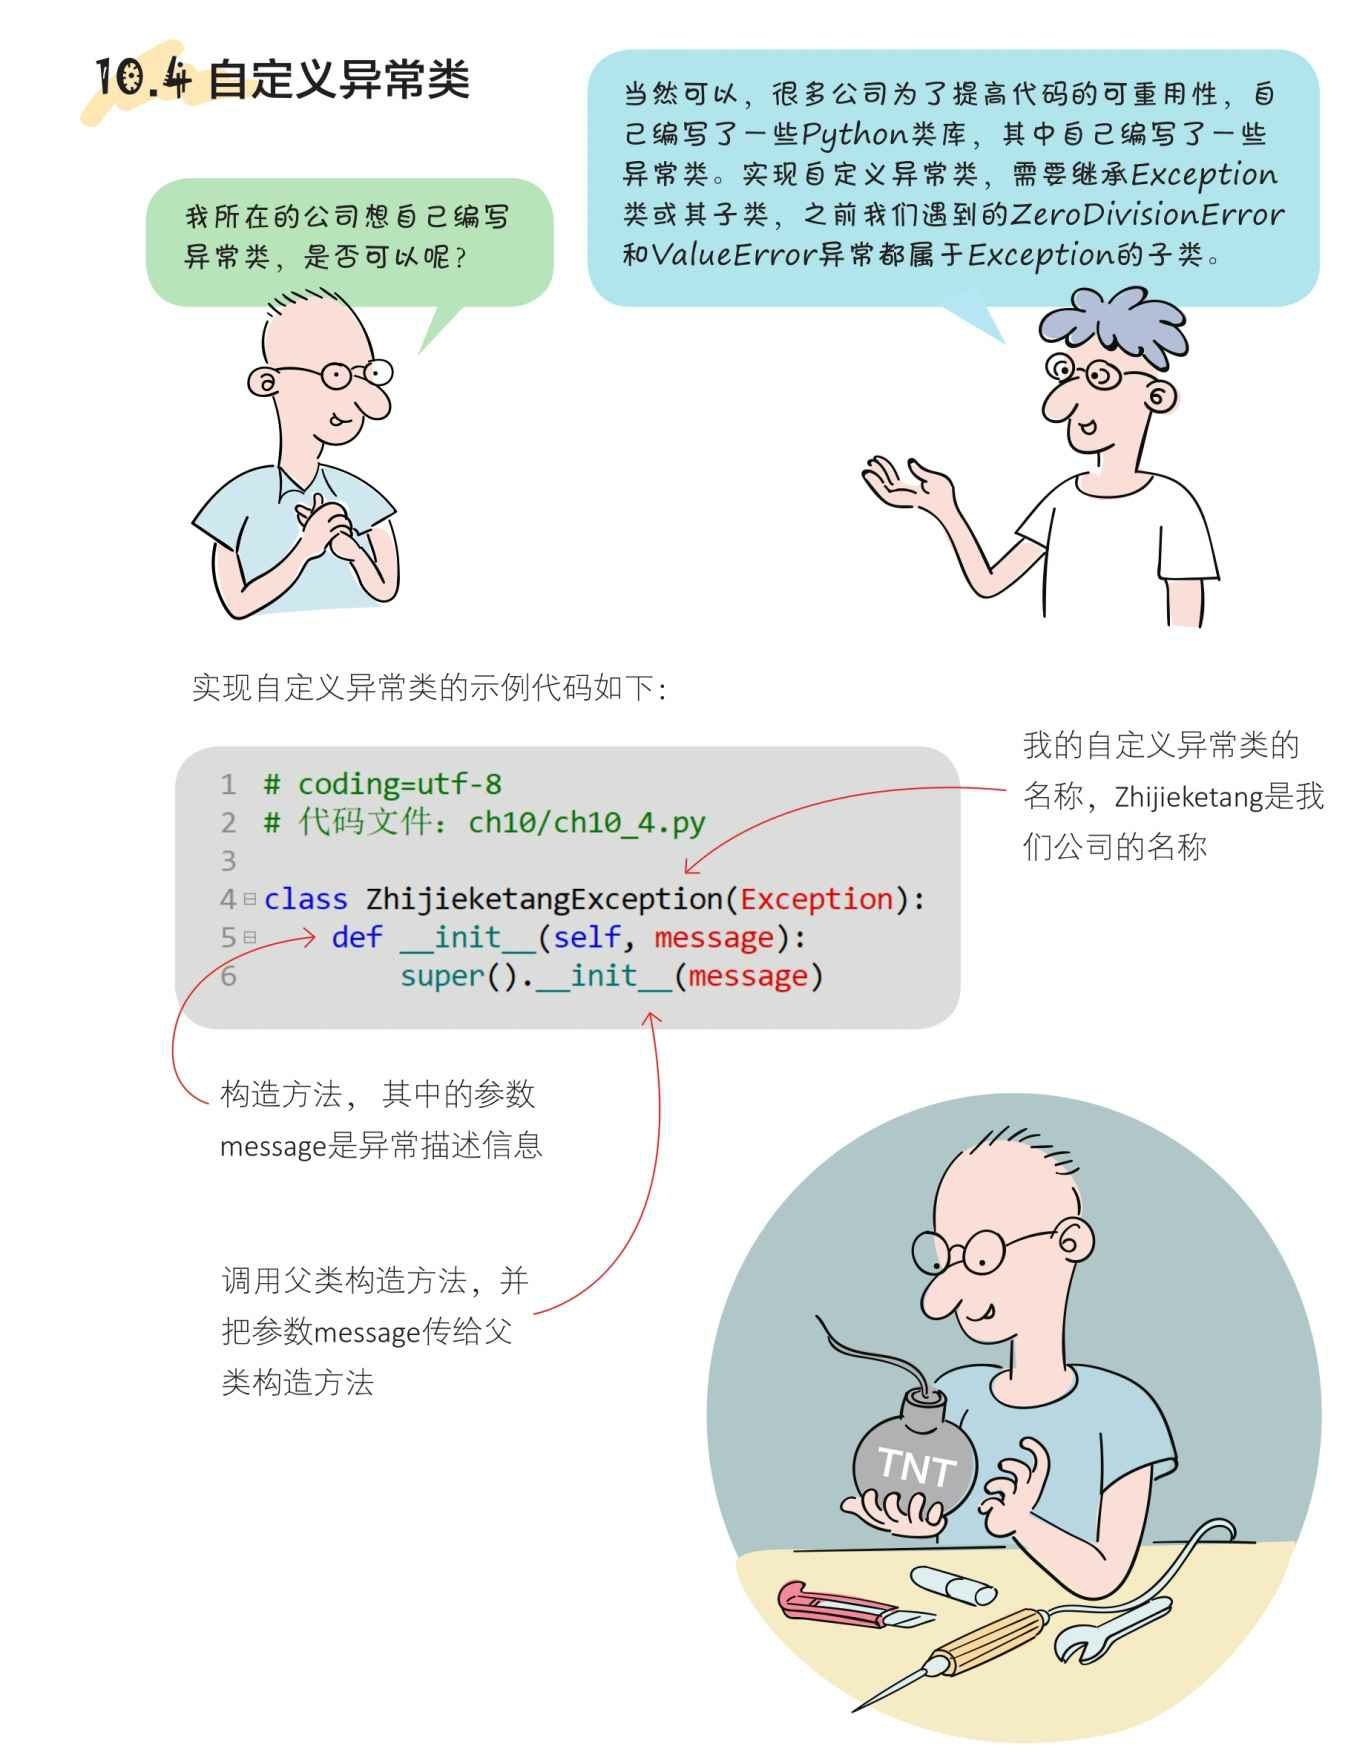 10.4 自定义异常类
我所在的公司想自己编写
异常类，是否可以呢？
当然可以，很多公司为了提高代码的可重用性，自
己编写了一些Python类库，其中自己编写了一些
异常类。实现自定义异常类，需要继承Exception
类或其子类，之前我们遇到的ZeroDivisionError
和ValueError异常都属于Exception的子类。
实现自定义异常类的示例代码如下：
1 # coding=utf-8
2 # 代码文件：ch10/ch10_4.py
3
4 class ZhijieketangException(Exception):
5     def __init__(self, message):
6         super().__init__(message)
我的自定义异常类的
名称，Zhijieketang是我
们公司的名称
构造方法， 其中的参数
message是异常描述信息
调用父类构造方法，并
把参数message传给父
类构造方法
TNT